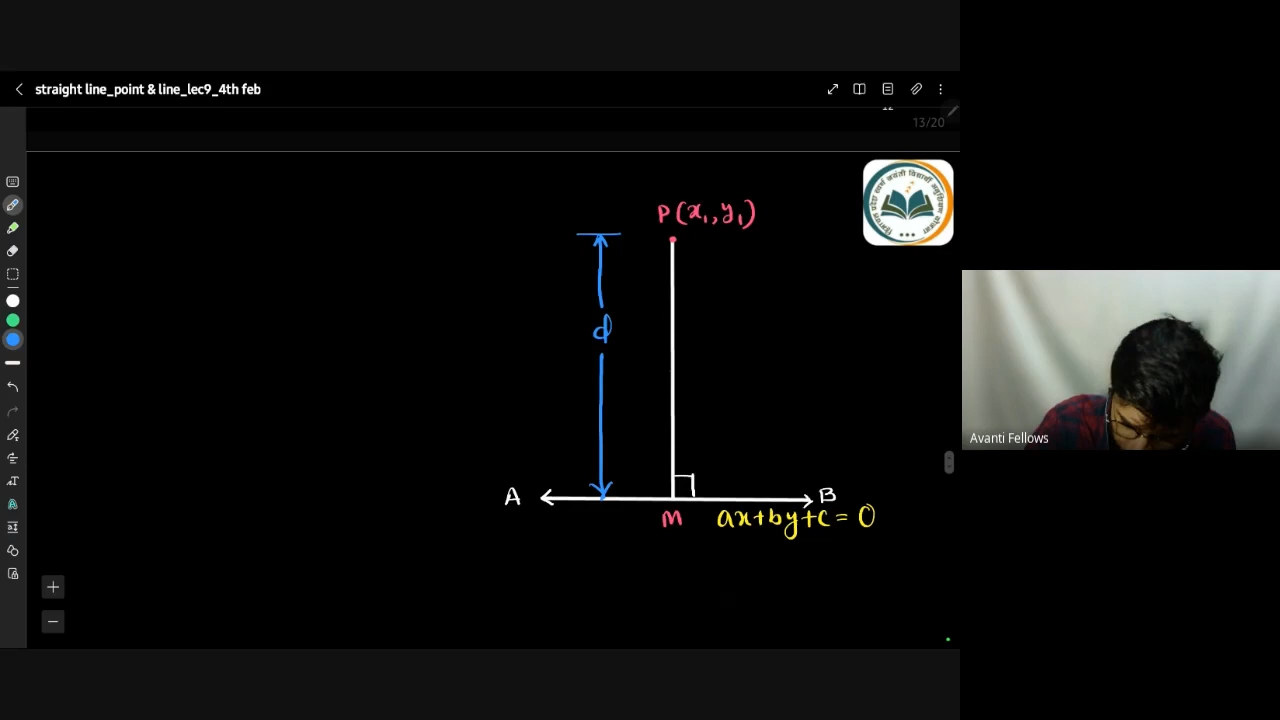 straight line_point & line_lec9_4th feb
13/20
P(x₁, y₁)
d
A
B
M
ax+by+c = 0
Avanti Fellows